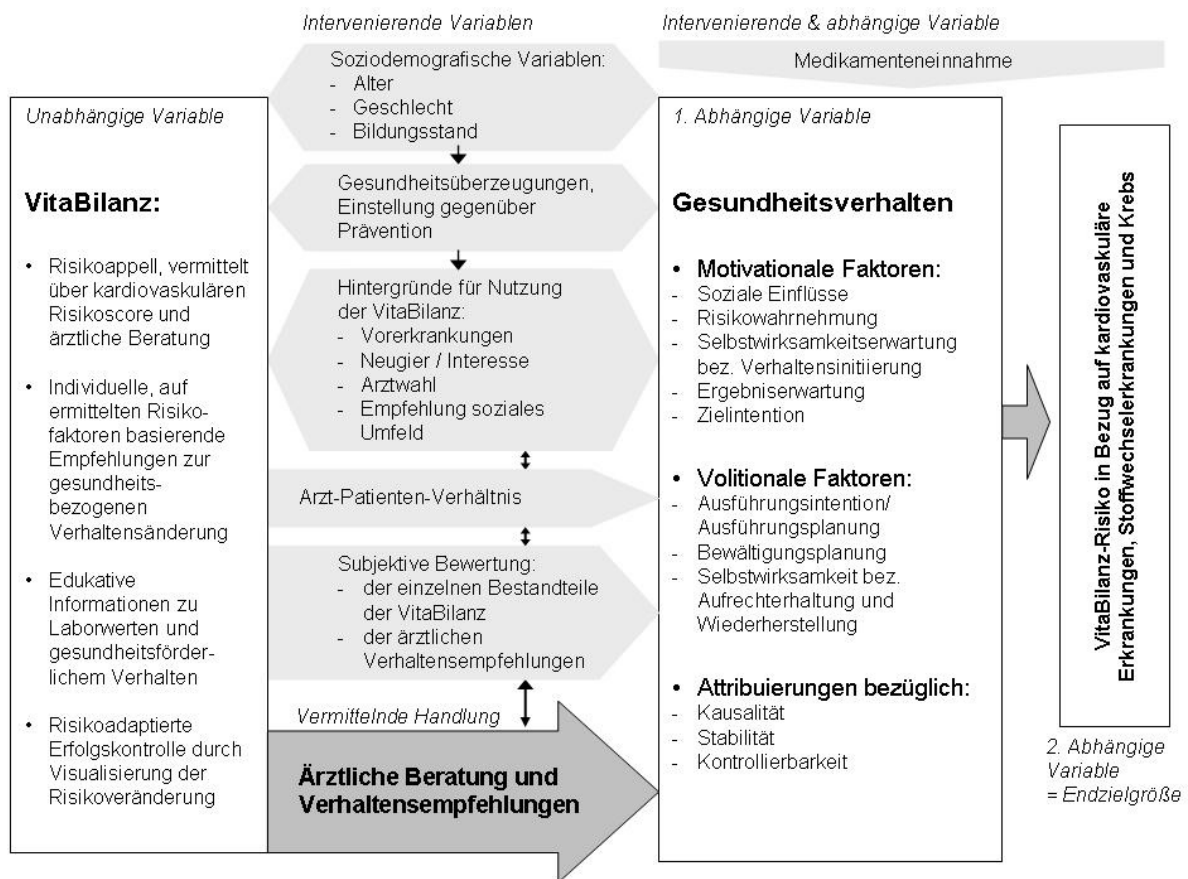 Intervenierende Variablen
Intervenierende & abhängige Variable
Soziodemografische Variablen:
- Alter
- Geschlecht
- Bildungsstand
Medikamenteneinnahme
Unabhängige Variable
VitaBilanz:
• Risikoappell, vermittelt
über kardiovaskulären
Risikoscore und
ärztliche Beratung
• Individuelle, auf
ermittelten Risiko-
faktoren basierende
Empfehlungen zur
gesundheits-
bezogenen
Verhaltensänderung
• Edukative
Informationen zu
Laborwerten und
gesundheitsförder-
lichem Verhalten
• Risikoadaptierte
Erfolgskontrolle durch
Visualisierung der
Risikoveränderung
Gesundheitsüberzeugungen,
Einstellung gegenüber
Prävention
Hintergründe für Nutzung
der VitaBilanz:
- Vorerkrankungen
- Neugier / Interesse
- Arztwahl
- Empfehlung soziales
Umfeld
Arzt-Patienten-Verhältnis
Subjektive Bewertung:
- der einzelnen Bestandteile
der VitaBilanz
- der ärztlichen
Verhaltensempfehlungen
Vermittelnde Handlung
Ärztliche Beratung und
Verhaltensempfehlungen
1. Abhängige Variable
Gesundheitsverhalten
• Motivationale Faktoren:
- Soziale Einflüsse
- Risikowahrnehmung
- Selbstwirksamkeitserwartung
bez. Verhaltensinitiierung
- Ergebniserwartung
- Zielintention
• Volitionale Faktoren:
- Ausführungsintention/
Ausführungsplanung
- Bewältigungsplanung
- Selbstwirksamkeit bez.
Aufrechterhaltung und
Wiederherstellung
• Attribuierungen bezüglich:
- Kausalität
- Stabilität
- Kontrollierbarkeit
VitaBilanz-Risiko in Bezug auf kardiovaskuläre
Erkrankungen, Stoffwechselerkrankungen und Krebs
2. Abhängige
Variable
= Endzielgröße